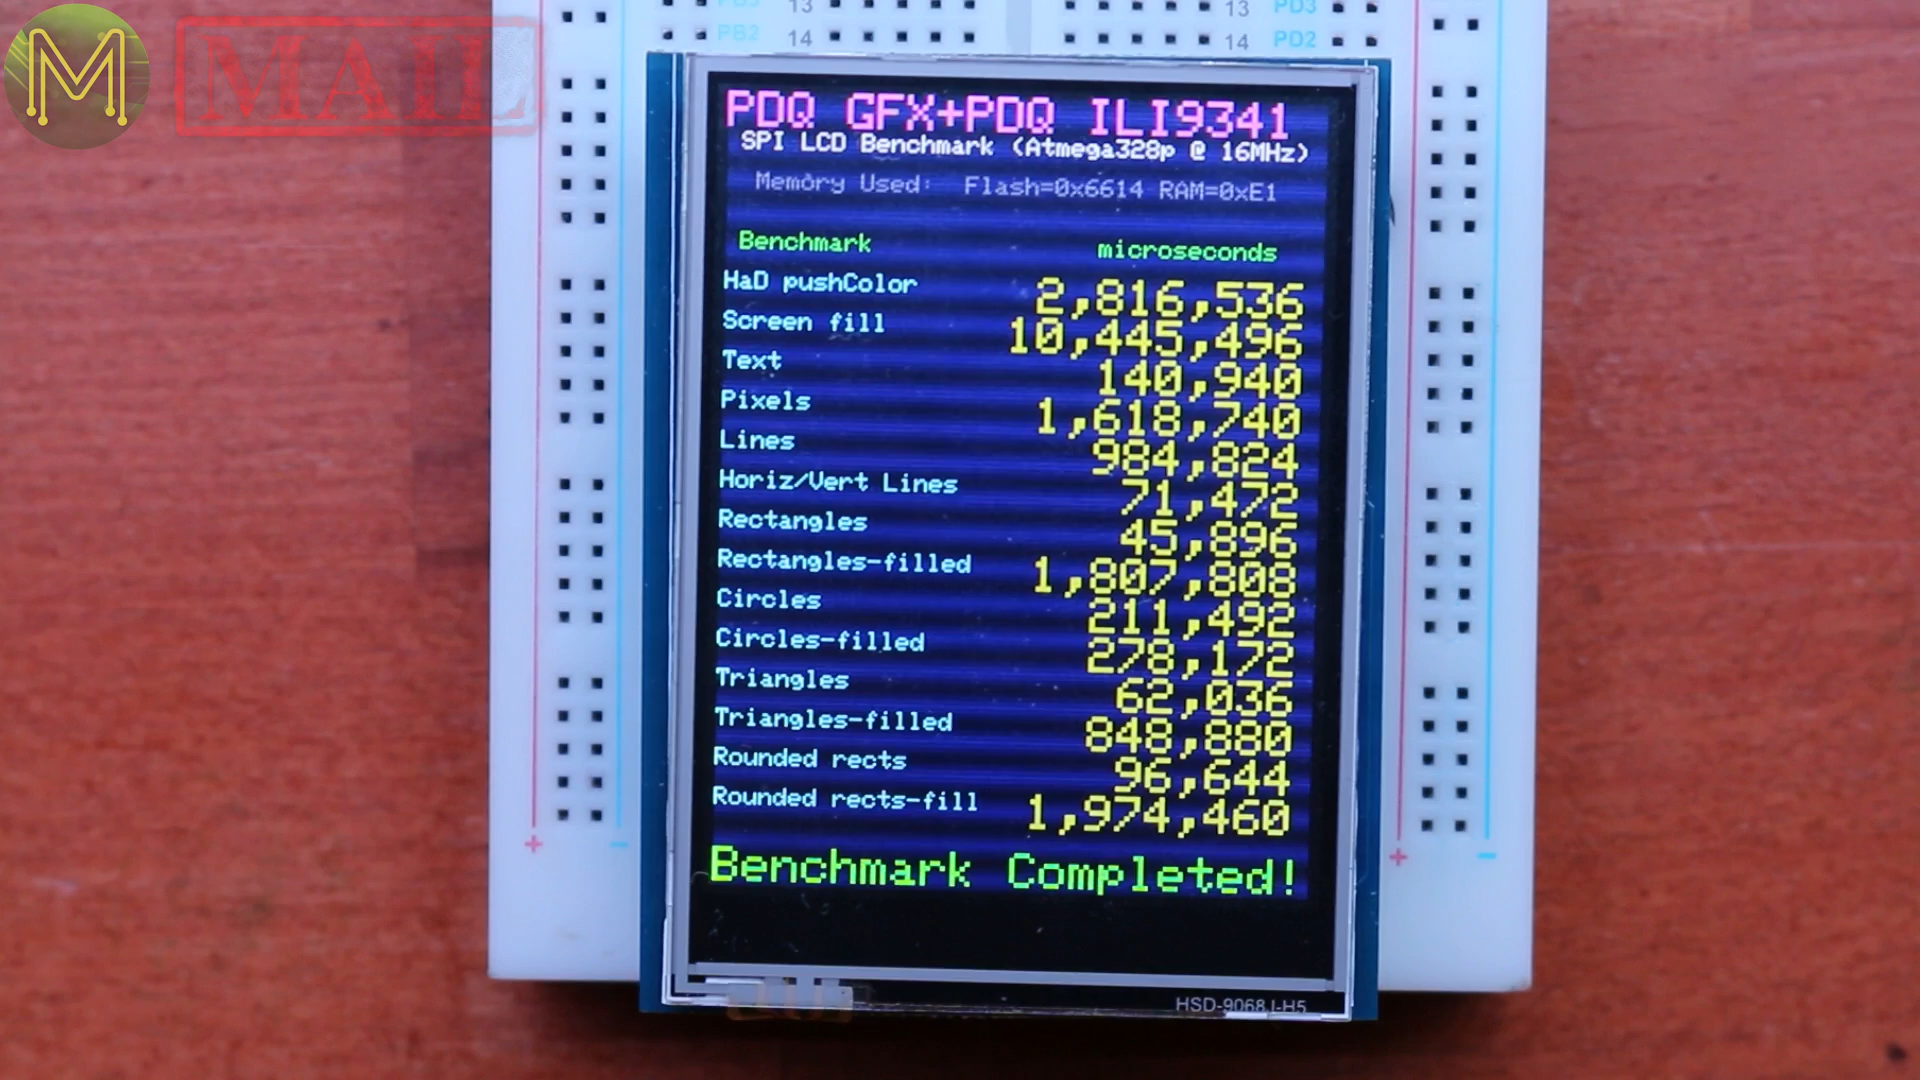 M MAIL
PD3 13 13 PD3
PB2 14 14 PD2
PDQ GFX+PDQ ILI9341
SPI LCD Benchmark (Atmega328p @ 16MHz)
Memory Used: Flash=0x6614 RAM=0xE1
Benchmark microseconds
HaD pushColor 2,816,536
Screen fill 10,445,496
Text 140,940
Pixels 1,618,740
Lines 984,824
Horiz/Vert Lines 71,472
Rectangles 45,896
Rectangles-filled 1,807,808
Circles 211,492
Circles-filled 278,172
Triangles 62,036
Triangles-filled 848,880
Rounded rects 96,644
Rounded rects-fill 1,974,460
Benchmark Completed!
+ − + −
HSD-9068J-H5